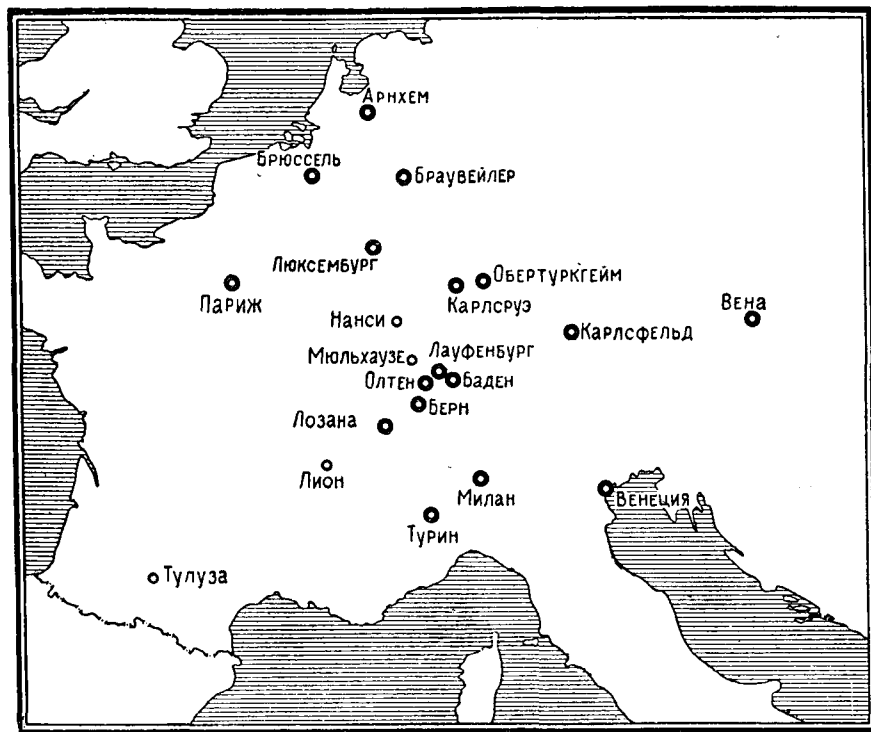 Арнхем
Брюссель
Браувейлер
Люксембург
Обертуркгейм
Париж
Карлсруэ
Вена
Нанси
Карлсфельд
Мюльхаузе
Лауфенбург
Олтен
Баден
Берн
Лозана
Лион
Милан
Венеция
Турин
Тулуза